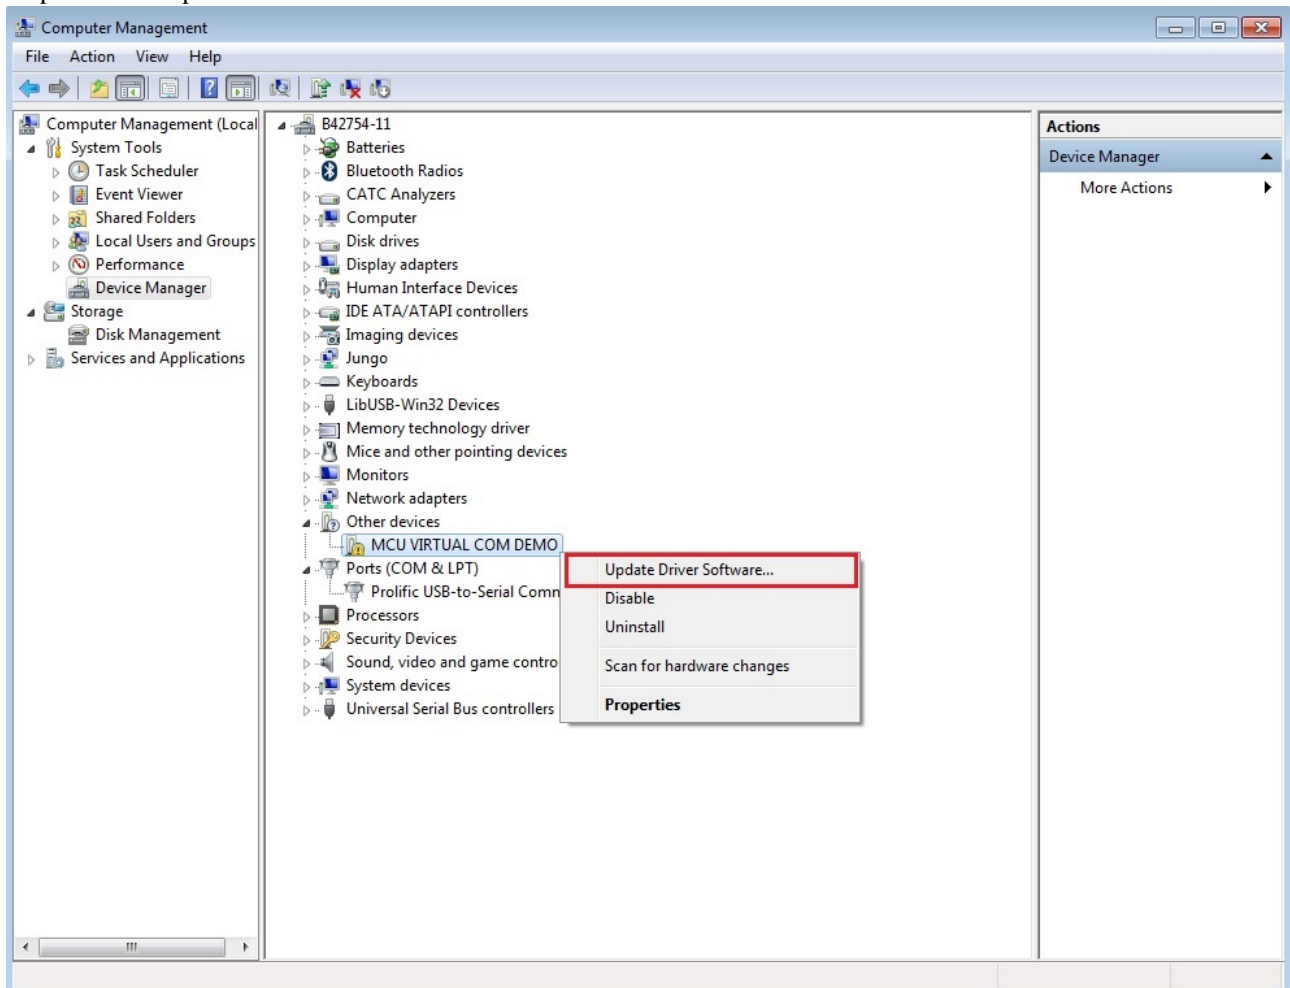 Computer Management
File Action View Help
Computer Management (Local
System Tools
Task Scheduler
Event Viewer
Shared Folders
Local Users and Groups
Performance
Device Manager
Storage
Disk Management
Services and Applications
B42754-11
Batteries
Bluetooth Radios
CATC Analyzers
Computer
Disk drives
Display adapters
Human Interface Devices
IDE ATA/ATAPI controllers
Imaging devices
Jungo
Keyboards
LibUSB-Win32 Devices
Memory technology driver
Mice and other pointing devices
Monitors
Network adapters
Other devices
MCU VIRTUAL COM DEMO
Ports (COM & LPT)
Prolific USB-to-Serial Comn
Processors
Security Devices
Sound, video and game contro
System devices
Universal Serial Bus controllers
Update Driver Software...
Disable
Uninstall
Scan for hardware changes
Properties
Actions
Device Manager
More Actions